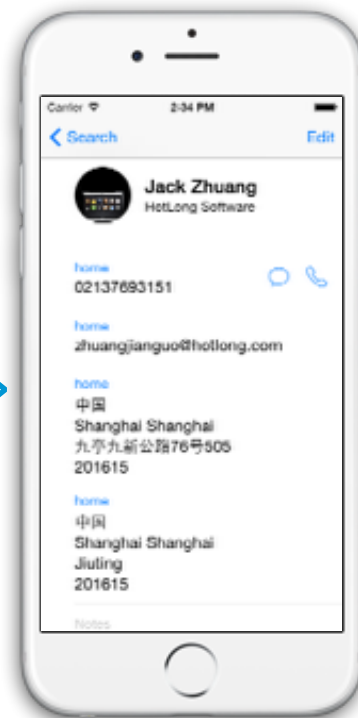 Carrier 2:34 PM
Search Edit
Jack Zhuang
HotLong Software
home
02137693151
home
zhuangjianguo@hotlong.com
home
中国
Shanghai Shanghai
九亭九新公路76号505
201615
home
中国
Shanghai Shanghai
Jiuting
201615
Notes